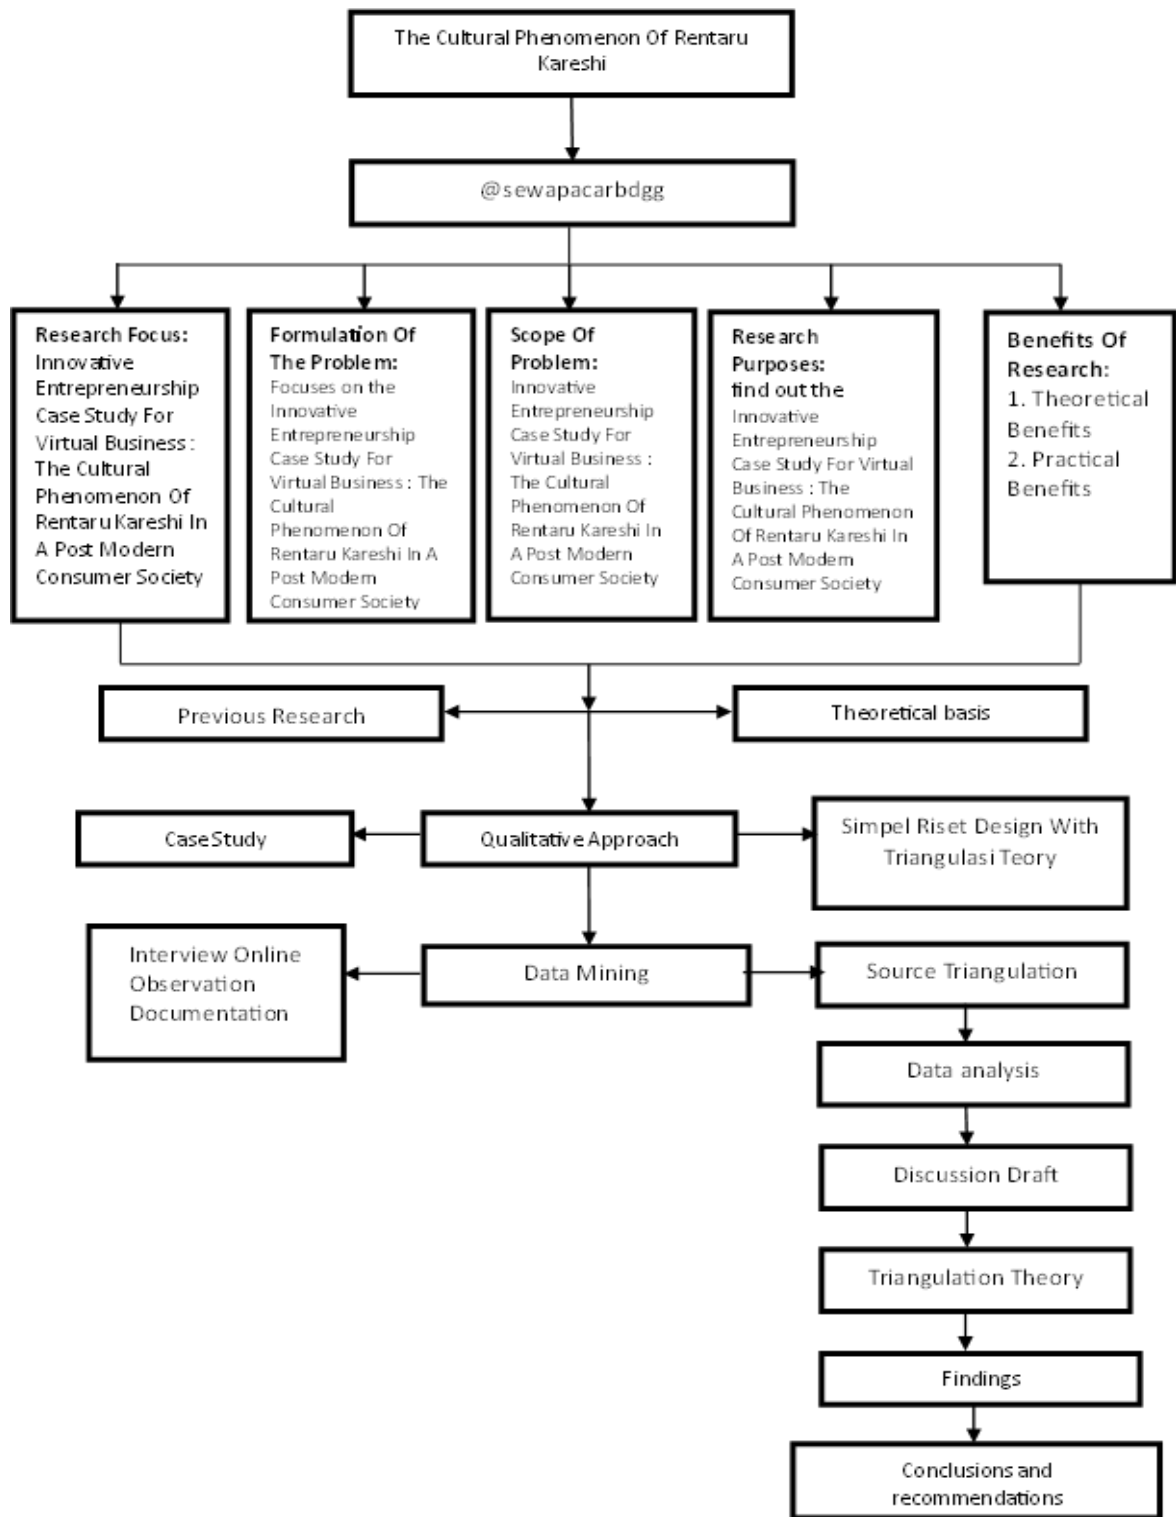 The Cultural Phenomenon Of Rentaru
Kareshi
@sewapacarbdgg
Research Focus:
Innovative
Entrepreneurship
Case Study For
Virtual Business :
The Cultural
Phenomenon Of
Rentaru Kareshi In
A Post Modern
Consumer Society
Formulation Of
The Problem:
Focuses on the
Innovative
Entrepreneurship
Case Study For
Virtual Business : The
Cultural
Phenomenon Of
Rentaru Kareshi In A
Post Modern
Consumer Society
Scope Of
Problem:
Innovative
Entrepreneurship
Case Study For
Virtual Business :
The Cultural
Phenomenon Of
Rentaru Kareshi In
A Post Modern
Consumer Society
Research
Purposes:
find out the
Innovative
Entrepreneurship
Case Study For Virtual
Business : The
Cultural Phenomenon
Of Rentaru Kareshi In
A Post Modern
Consumer Society
Benefits Of
Research:
1. Theoretical
Benefits
2. Practical
Benefits
Previous Research
Theoretical basis
Case Study
Qualitative Approach
Simpel Riset Design With
Triangulasi Teory
Interview Online
Observation
Documentation
Data Mining
Source Triangulation
Data analysis
Discussion Draft
Triangulation Theory
Findings
Conclusions and
recommendations